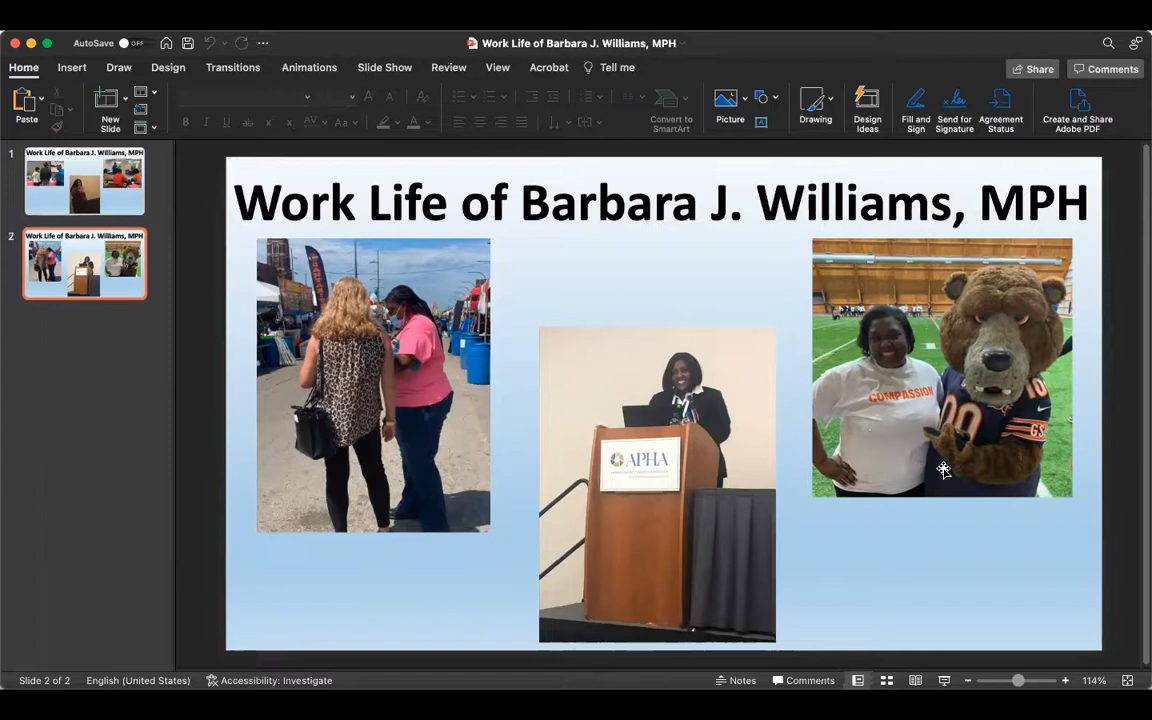 AutoSave OFF
Work Life of Barbara J. Williams, MPH
Home Insert Draw Design Transitions Animations Slide Show Review View Acrobat Tell me
Share Comments
Paste
New Slide
Convert to SmartArt
Picture
Drawing
Design Ideas
Fill and Sign
Send for Signature
Agreement Status
Create and Share Adobe PDF
1
Work Life of Barbara J. Williams, MPH
2
Work Life of Barbara J. Williams, MPH
Work Life of Barbara J. Williams, MPH
COMPASSION
APHA
Slide 2 of 2 English (United States) Accessibility: Investigate Notes Comments 114%